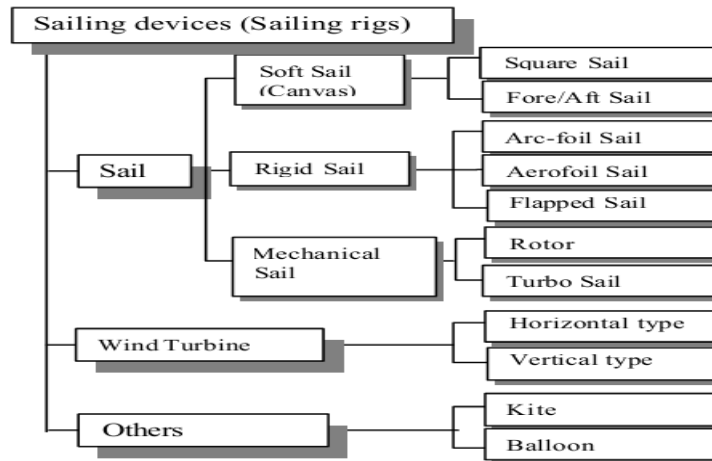 Sailing devices (Sailing rigs)
Sail
Soft Sail
(Canvas)
Square Sail
Fore/Aft Sail
Rigid Sail
Arc-foil Sail
Aerofoil Sail
Flapped Sail
Mechanical
Sail
Rotor
Turbo Sail
Wind Turbine
Horizontal type
Vertical type
Others
Kite
Balloon